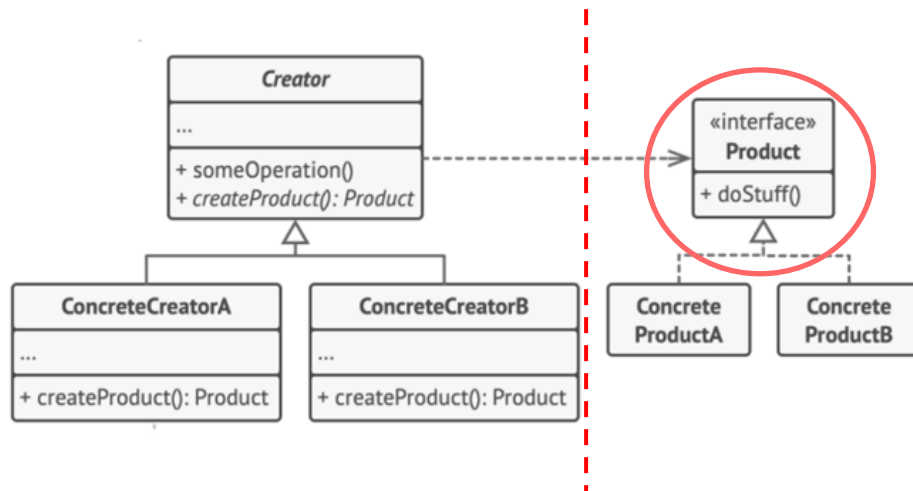 Creator
...
+ someOperation()
+ createProduct(): Product
«interface»
Product
+ doStuff()
ConcreteCreatorA
...
+ createProduct(): Product
ConcreteCreatorB
...
+ createProduct(): Product
Concrete
ProductA
Concrete
ProductB